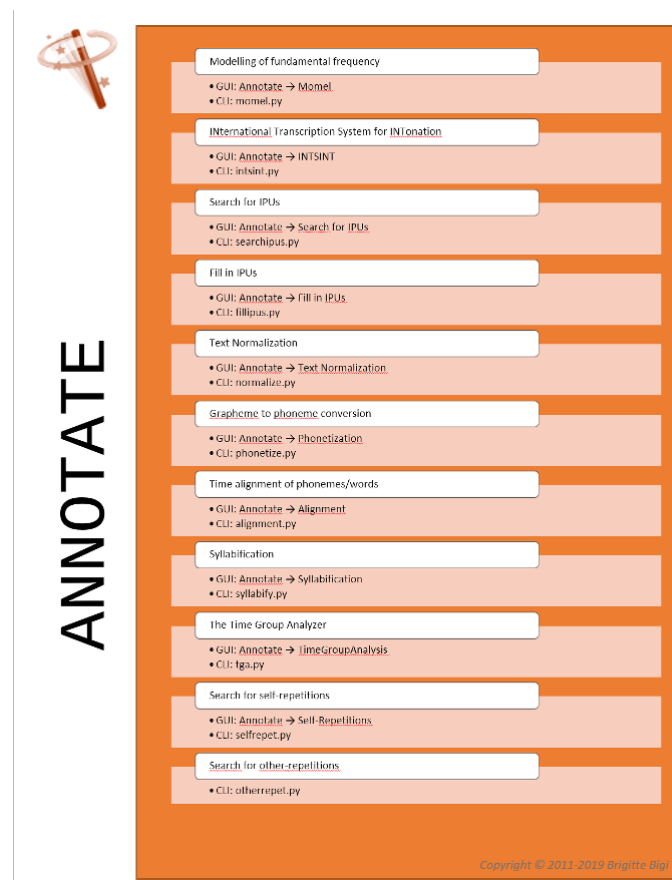 ANNOTATE
Modelling of fundamental frequency
• GUI: Annotate → Momel
• CLI: momel.py
INternational Transcription System for INTonation
• GUI: Annotate → INTSINT
• CLI: intsint.py
Search for IPUs
• GUI: Annotate → Search for IPUs
• CLI: searchipus.py
Fill in IPUs
• GUI: Annotate → Fill in IPUs
• CLI: fillipus.py
Text Normalization
• GUI: Annotate → Text Normalization
• CLI: normalize.py
Grapheme to phoneme conversion
• GUI: Annotate → Phonetization
• CLI: phonetize.py
Time alignment of phonemes/words
• GUI: Annotate → Alignment
• CLI: alignment.py
Syllabification
• GUI: Annotate → Syllabification
• CLI: syllabify.py
The Time Group Analyzer
• GUI: Annotate → TimeGroupAnalysis
• CLI: tga.py
Search for self-repetitions
• GUI: Annotate → Self-Repetitions
• CLI: selfrepet.py
Search for other-repetitions
• CLI: otherrepet.py
Copyright © 2011-2019 Brigitte Bigi